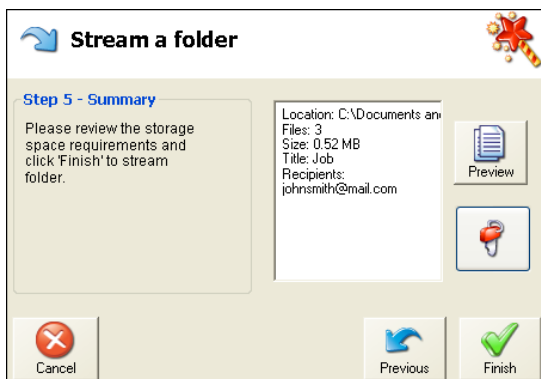 Stream a folder
Step 5 - Summary
Please review the storage
space requirements and
click 'Finish' to stream
folder.
Location: C:\Documents an
Files: 3
Size: 0.52 MB
Title: Job
Recipients:
johnsmith@mail.com
Preview
Cancel
Previous
Finish